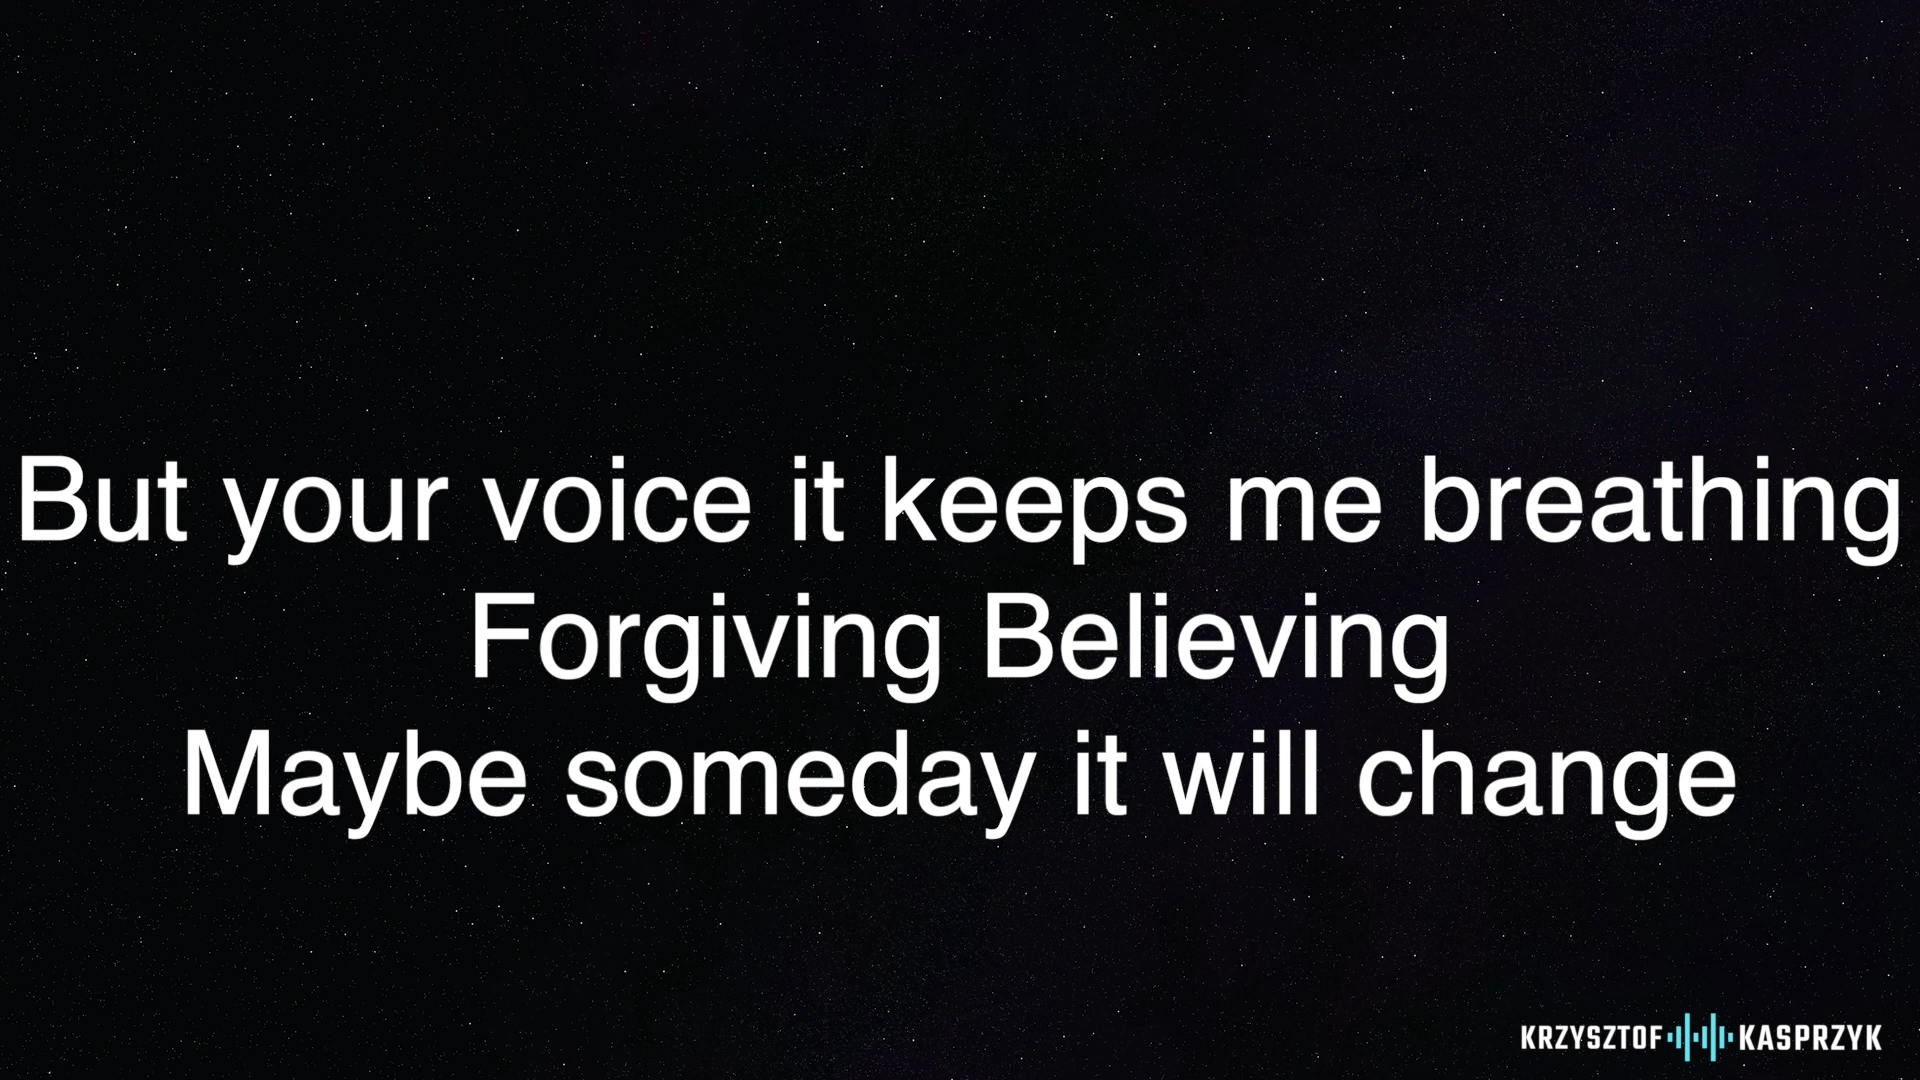 But your voice it keeps me breathing
Forgiving Believing
Maybe someday it will change
KRZYSZTOF KASPRZYK